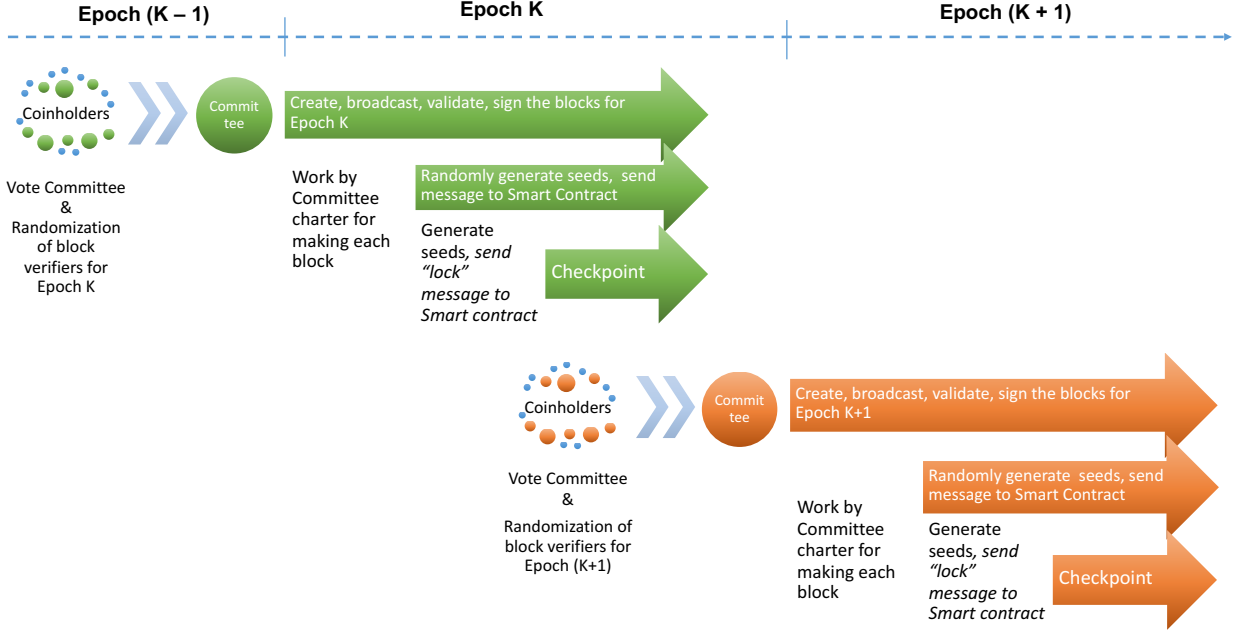 Epoch (K – 1)
Epoch K
Epoch (K + 1)
Coinholders
Commit
tee
Create, broadcast, validate, sign the blocks for
Epoch K
Vote Committee
&
Randomization
of block
verifiers for
Epoch K
Work by
Committee
charter for
making each
block
Randomly generate seeds, send
message to Smart Contract
Generate
seeds, send
“lock”
message to
Smart contract
Checkpoint
Coinholders
Commit
tee
Create, broadcast, validate, sign the blocks for
Epoch K+1
Vote Committee
&
Randomization of
block verifiers for
Epoch (K+1)
Work by
Committee
charter for
making each
block
Randomly generate seeds, send
message to Smart Contract
Generate
seeds, send
“lock”
message to
Smart contract
Checkpoint